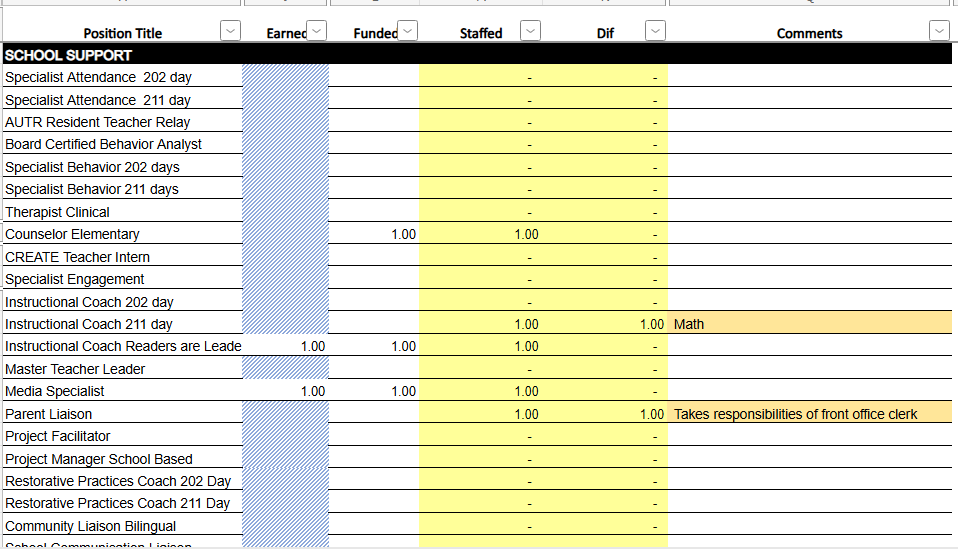 Position Title Earned Funded Staffed Dif Comments
SCHOOL SUPPORT
Specialist Attendance 202 day - -
Specialist Attendance 211 day - -
AUTR Resident Teacher Relay - -
Board Certified Behavior Analyst - -
Specialist Behavior 202 days - -
Specialist Behavior 211 days - -
Therapist Clinical - -
Counselor Elementary 1.00 1.00 -
CREATE Teacher Intern - -
Specialist Engagement - -
Instructional Coach 202 day - -
Instructional Coach 211 day 1.00 1.00 Math
Instructional Coach Readers are Leade 1.00 1.00 1.00 -
Master Teacher Leader - -
Media Specialist 1.00 1.00 1.00 -
Parent Liaison 1.00 1.00 Takes responsibilities of front office clerk
Project Facilitator - -
Project Manager School Based - -
Restorative Practices Coach 202 Day - -
Restorative Practices Coach 211 Day - -
Community Liaison Bilingual - -
School Communication Liaison